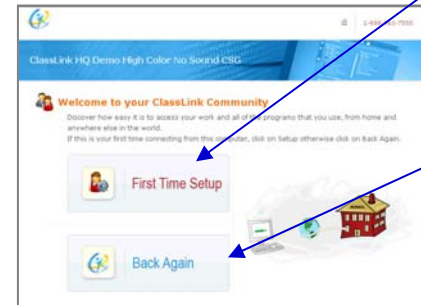 ClassLink HQ Demo High Color No Sound CSG
Welcome to your ClassLink Community
Discover how easy it is to access your work and all of the programs that you use, from home and
anywhere else in the world.
If this is your first time connecting from this computer, click on Setup otherwise click on Back Again.
First Time Setup
Back Again